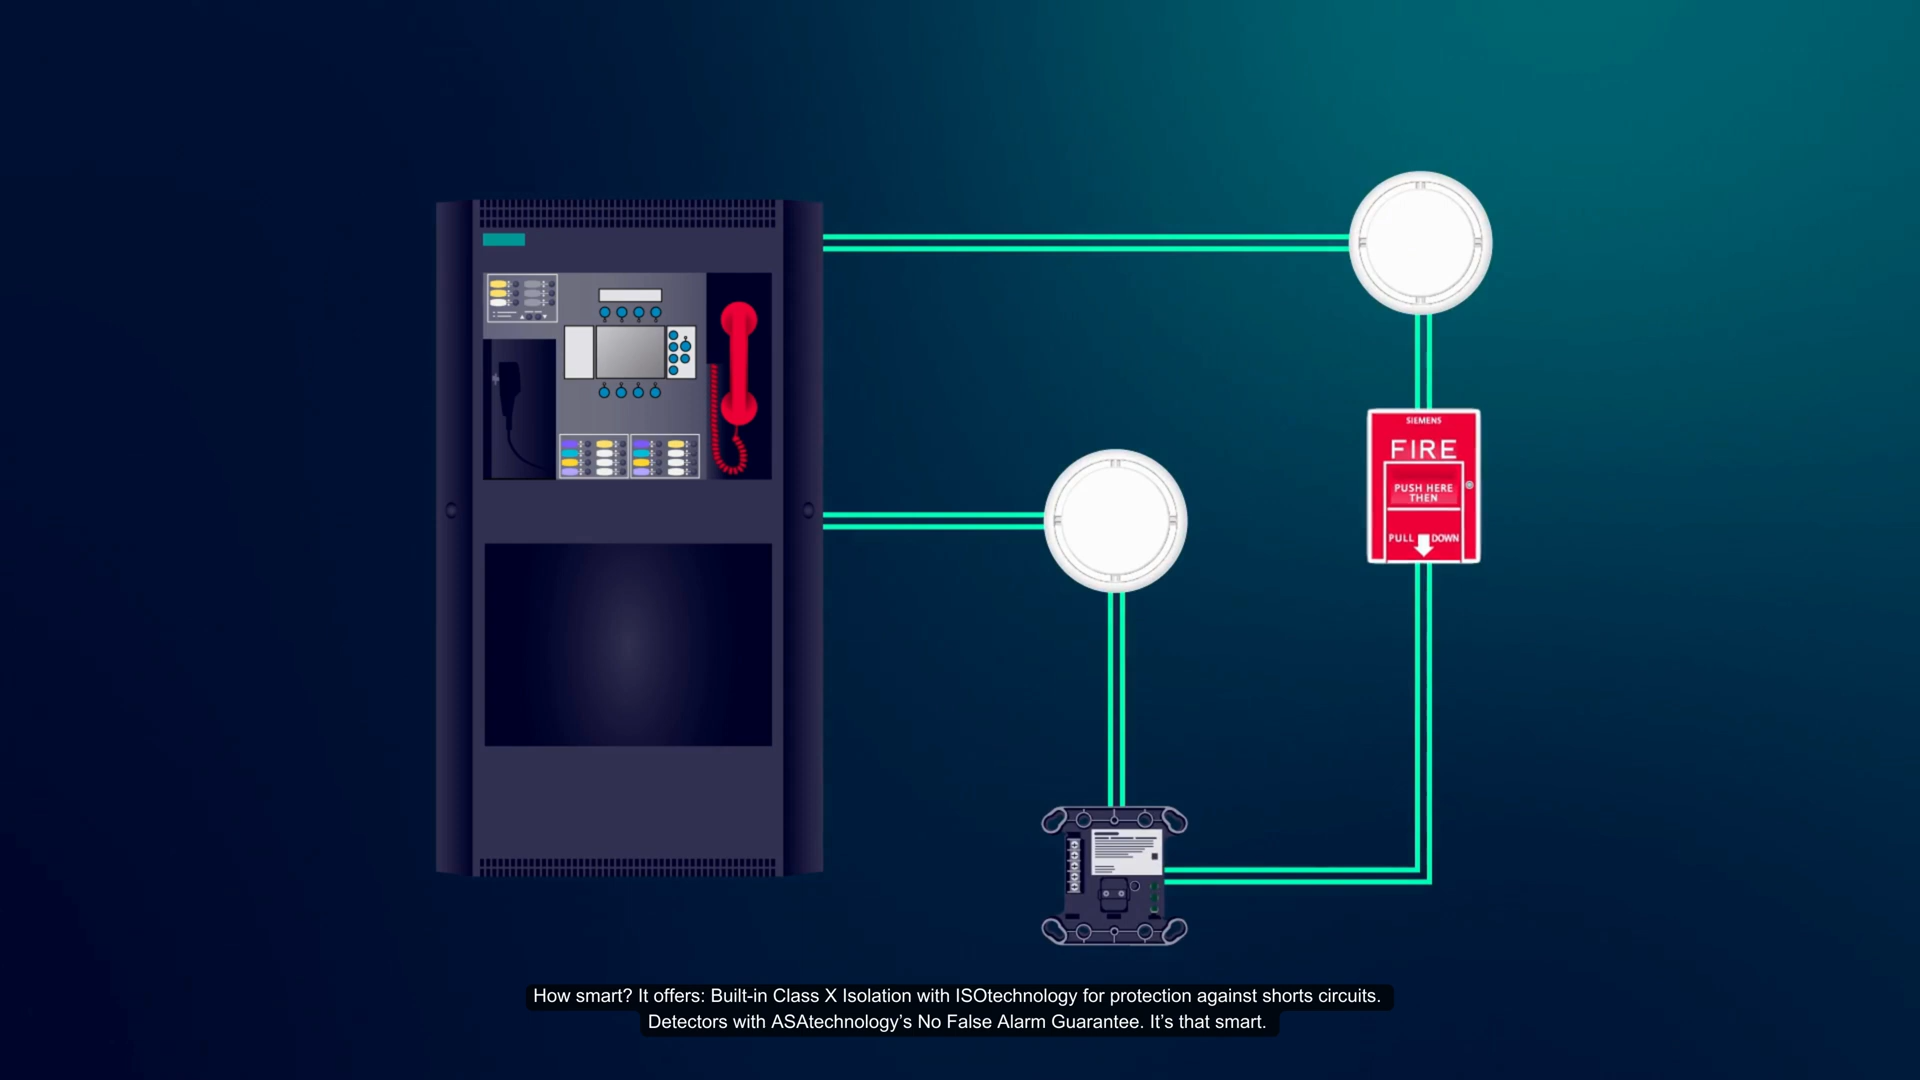 SIEMENS
FIRE
PUSH HERE
THEN
PULL DOWN
How smart? It offers: Built-in Class X Isolation with ISOtechnology for protection against shorts circuits.
Detectors with ASAtechnology’s No False Alarm Guarantee. It’s that smart.